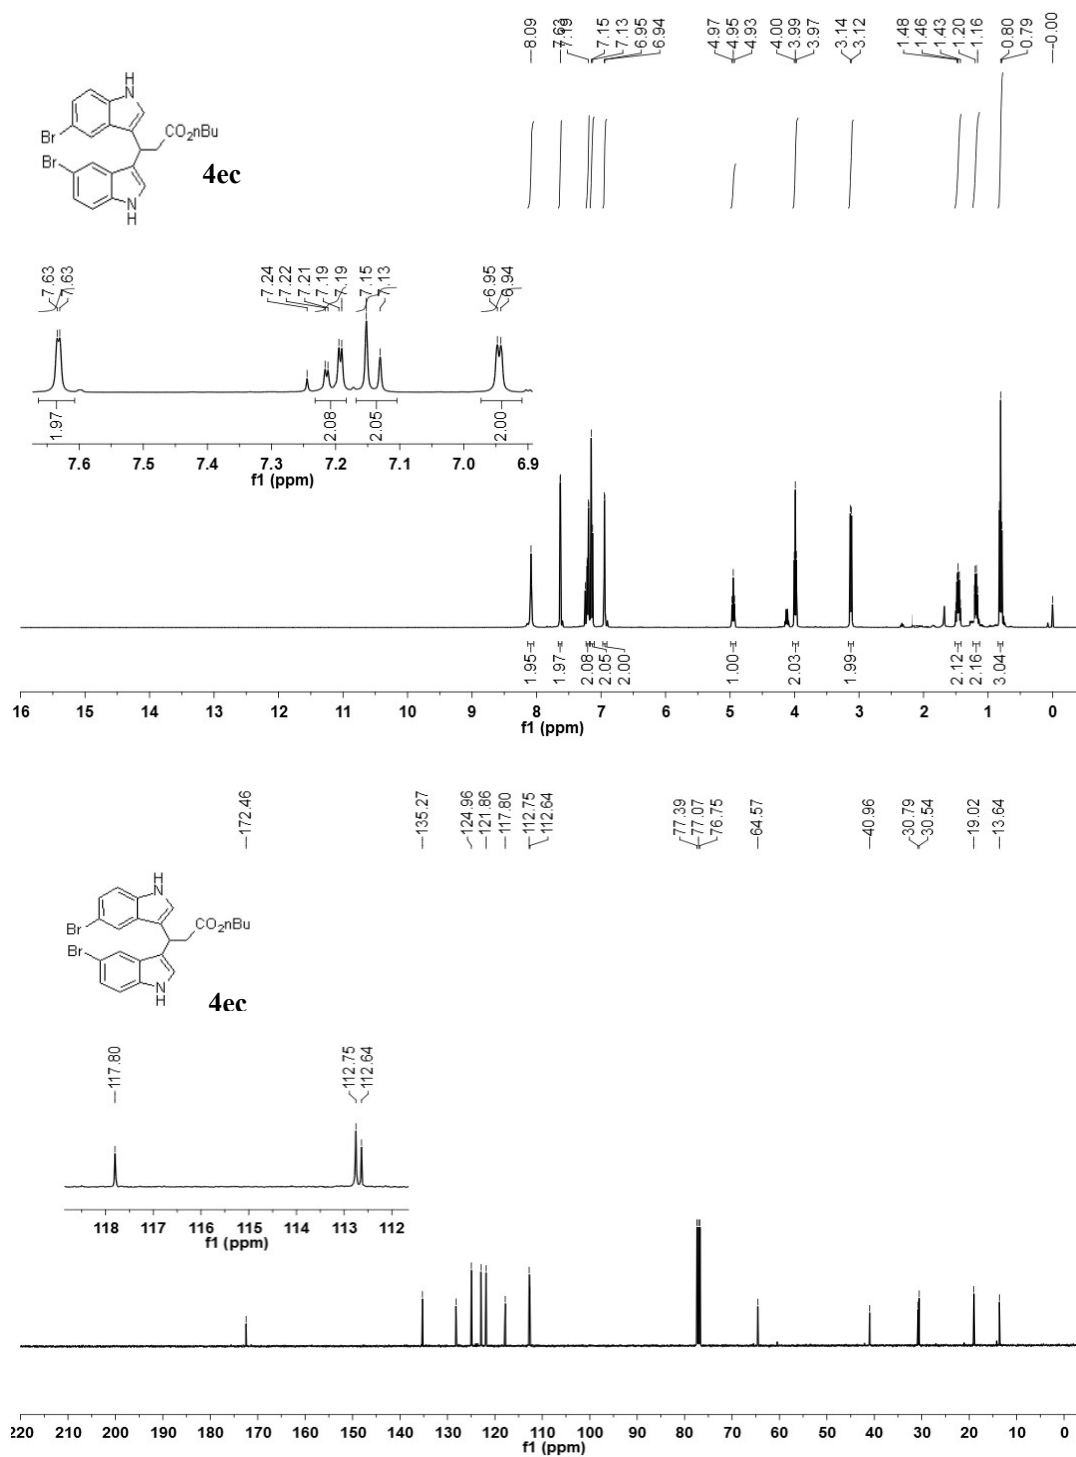 8.09 7.63 7.19 7.15 7.13 6.95 6.94 4.97 4.95 4.93 4.00 3.99 3.97 3.14 3.12 1.48 1.46 1.43 1.20 1.16 0.80 0.79 -0.00
H
N
Br
CO2nBu
Br
4ec
N
H
7.63 7.63 7.24 7.22 7.21 7.19 7.19 7.15 7.13 6.95 6.94
1.97 2.08 2.05 2.00
7.6 7.5 7.4 7.3 7.2 7.1 7.0 6.9
f1 (ppm)
1.95 1.97 2.08 2.05 2.00 1.00 2.03 1.99 2.12 2.16 3.04
16 15 14 13 12 11 10 9 8 7 6 5 4 3 2 1 0
f1 (ppm)
172.46 135.27 124.96 121.86 117.80 112.75 112.64 77.39 77.07 76.75 64.57 40.96 30.79 30.54 19.02 13.64
H
N
Br
CO2nBu
Br
4ec
N
H
117.80 112.75 112.64
118 117 116 115 114 113 112
f1 (ppm)
220 210 200 190 180 170 160 150 140 130 120 110 100 90 80 70 60 50 40 30 20 10 0
f1 (ppm)